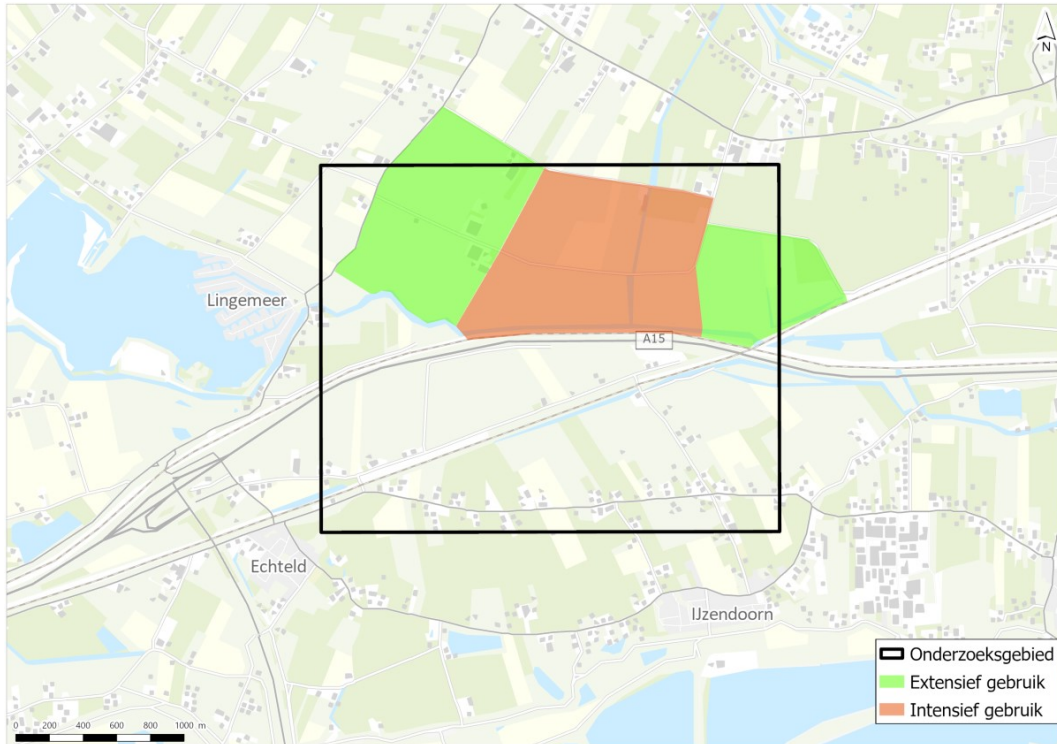 N
Lingemeer
A15
Echteld
IJzendoorn
Onderzoeksgebied
Extensief gebruik
Intensief gebruik
0 200 400 600 800 1000 m